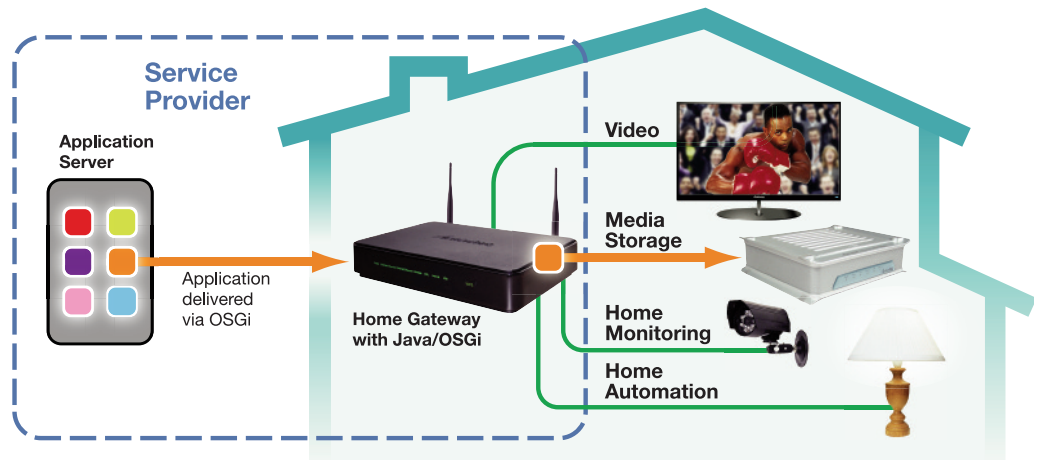 Service
Provider
Application
Server
Application
delivered
via OSGi
Home Gateway
with Java/OSGi
Video
Media
Storage
Home
Monitoring
Home
Automation